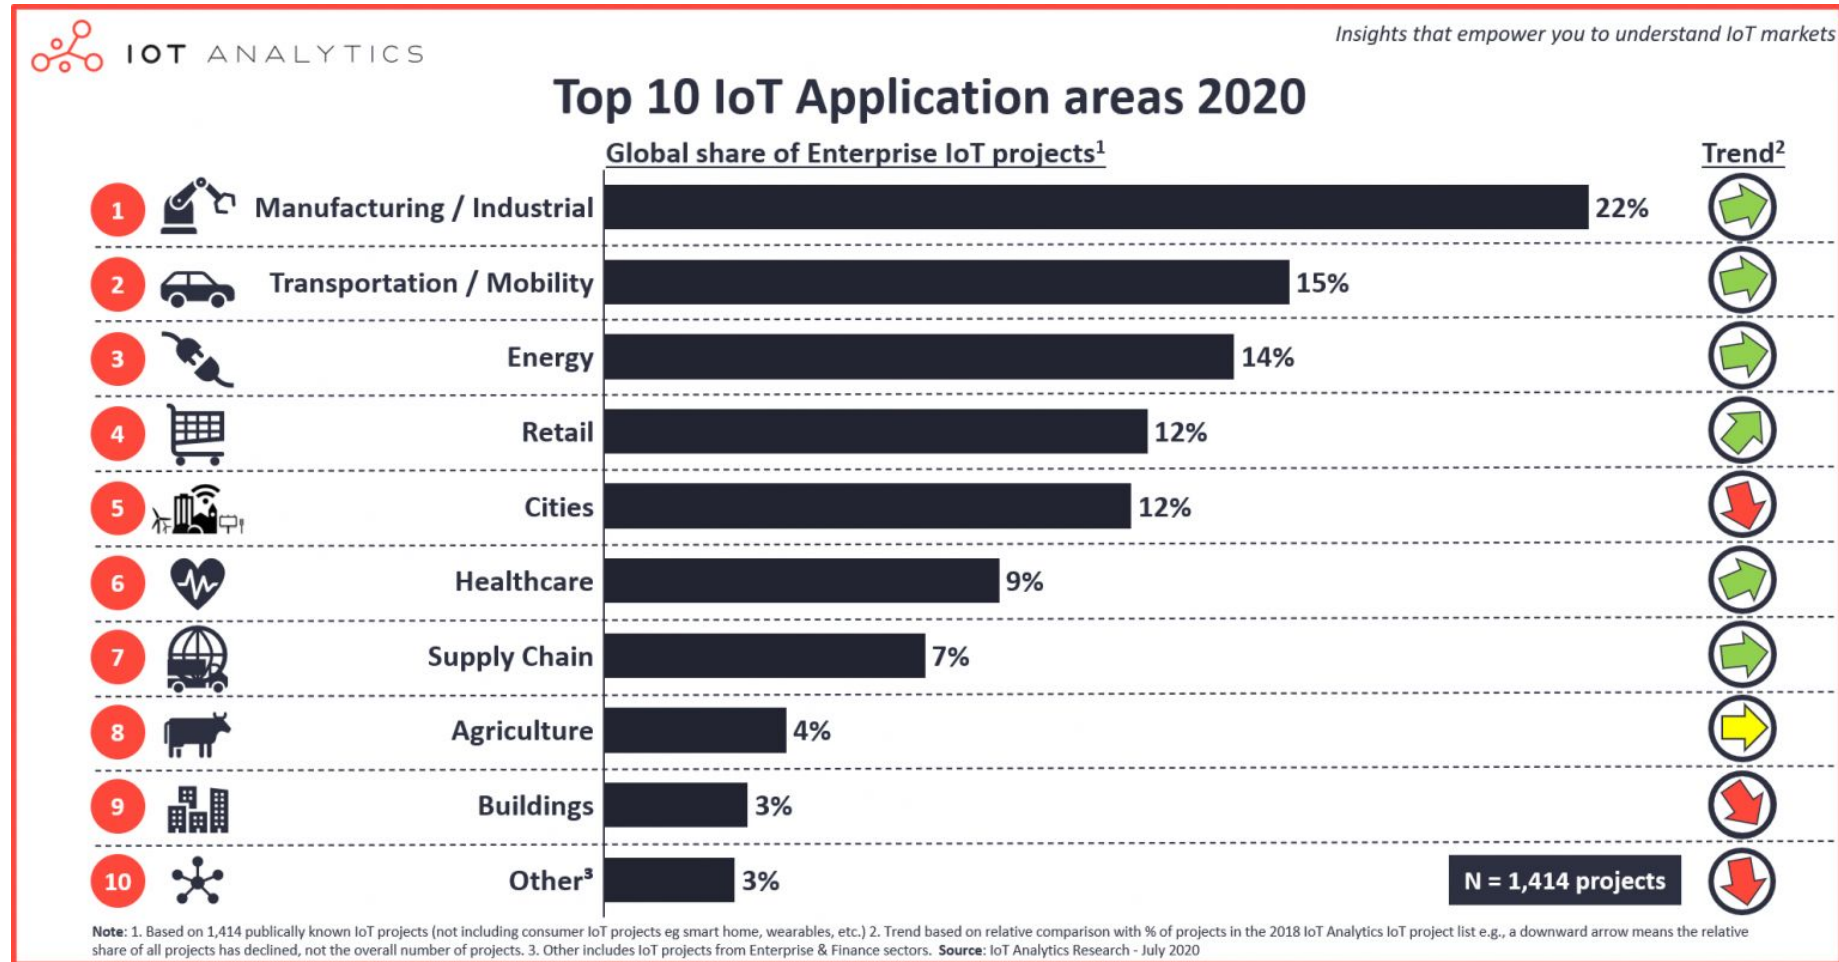 IOT ANALYTICS
Insights that empower you to understand IoT markets
Top 10 IoT Application areas 2020
Global share of Enterprise IoT projects¹
Trend²
1 Manufacturing / Industrial 22%
2 Transportation / Mobility 15%
3 Energy 14%
4 Retail 12%
5 Cities 12%
6 Healthcare 9%
7 Supply Chain 7%
8 Agriculture 4%
9 Buildings 3%
10 Other³ 3%
N = 1,414 projects
Note: 1. Based on 1,414 publically known IoT projects (not including consumer IoT projects eg smart home, wearables, etc.) 2. Trend based on relative comparison with % of projects in the 2018 IoT Analytics IoT project list e.g., a downward arrow means the relative
share of all projects has declined, not the overall number of projects. 3. Other includes IoT projects from Enterprise & Finance sectors. Source: IoT Analytics Research - July 2020